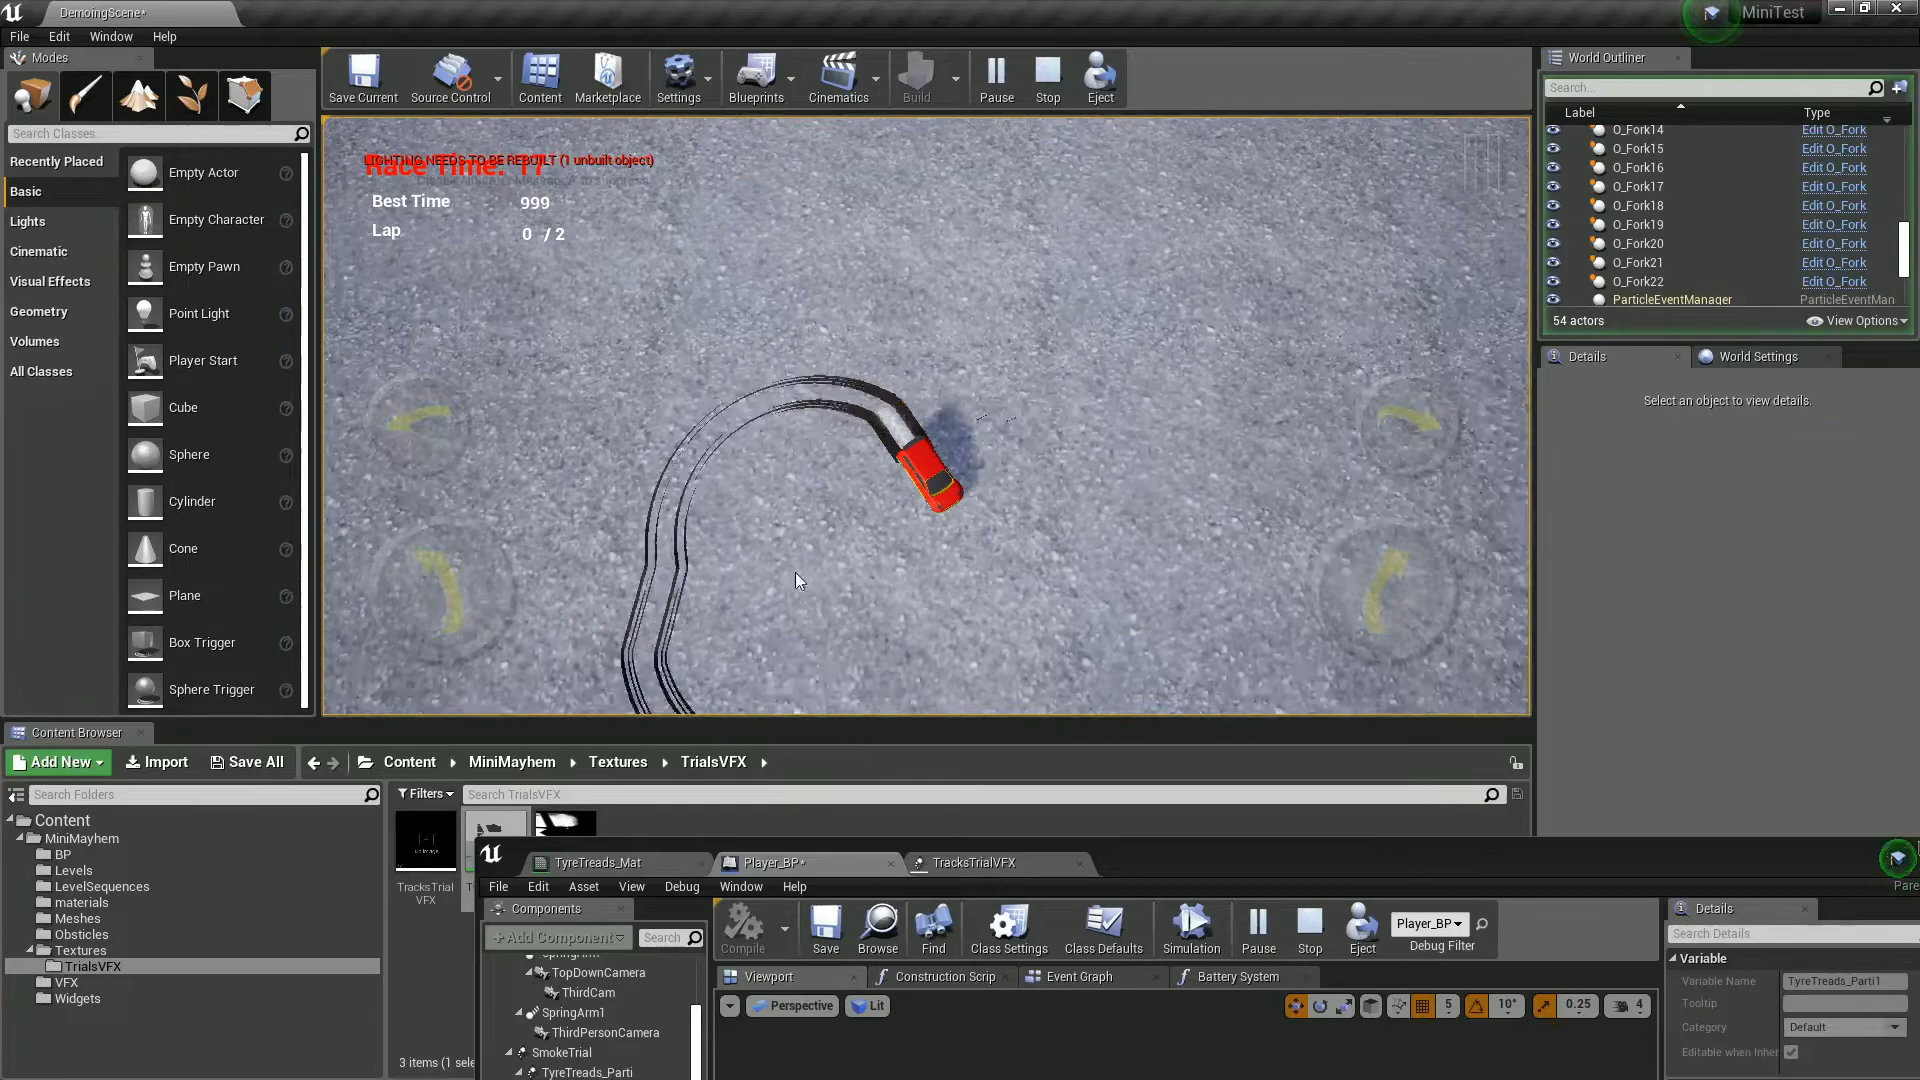 DemoingScene*
MiniTest
File Edit Window Help
Modes
Save Current Source Control Content Marketplace Settings Blueprints Cinematics Build Pause Stop Eject
World Outliner
Search...
Label Type
Search Classes
Recently Placed
Basic
Lights
Cinematic
Visual Effects
Geometry
Volumes
All Classes
Empty Actor
Empty Character
Empty Pawn
Point Light
Player Start
Cube
Sphere
Cylinder
Cone
Plane
Box Trigger
Sphere Trigger
LIGHTING NEEDS TO BE REBUILT (1 unbuilt object)
Race Time: 17
Best Time 999
Lap 0 / 2
O_Fork14 Edit O_Fork
O_Fork15 Edit O_Fork
O_Fork16 Edit O_Fork
O_Fork17 Edit O_Fork
O_Fork18 Edit O_Fork
O_Fork19 Edit O_Fork
O_Fork20 Edit O_Fork
O_Fork21 Edit O_Fork
O_Fork22 Edit O_Fork
ParticleEventManager ParticleEventMan
54 actors View Options
Details World Settings
Select an object to view details.
Content Browser
Add New Import Save All Content MiniMayhem Textures TrialsVFX
Search Folders
Filters Search TrialsVFX
Content
MiniMayhem
BP
Levels
LevelSequences
materials
Meshes
Obstacles
Textures
TrialsVFX
VFX
Widgets
TracksTrial
VFX
3 items (1 sele
TyreTreads_Mat Player_BP* TracksTrialVFX
File Edit Asset View Debug Window Help
Pare
Components
+Add Component Search
SpringArm
TopDownCamera
ThirdCam
SpringArm1
ThirdPersonCamera
SmokeTrial
TyreTreads_Parti
Compile Save Browse Find Class Settings Class Defaults Simulation Pause Stop Eject
Player_BP
Debug Filter
Viewport Construction Scrip Event Graph Battery System
Perspective Lit 5 10° 0.25 4
Details
Search Details
Variable
Variable Name TyreTreads_Parti1
Tooltip
Category Default
Editable when Inher